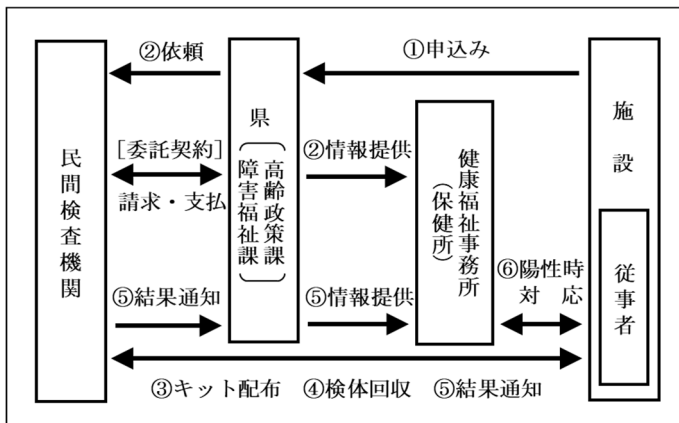 ②依頼
①申込み
民間検査機関
[委託契約]
請求・支払
⑤結果通知
県
高齢政策課
障害福祉課
②情報提供
⑤情報提供
健康福祉事務所
(保健所)
⑥陽性時
対　応
施　設
従事者
③キット配布　④検体回収　⑤結果通知